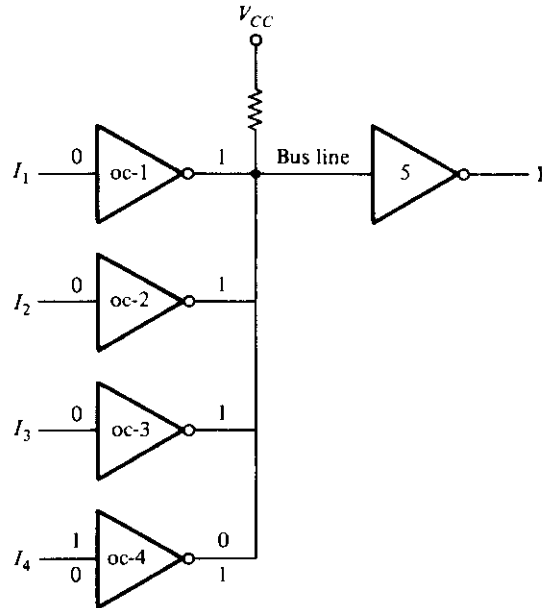 V_CC
I_1 0 oc-1 1 Bus line 5
I_2 0 oc-2 1
I_3 0 oc-3 1
1 0
I_4 oc-4
0 1